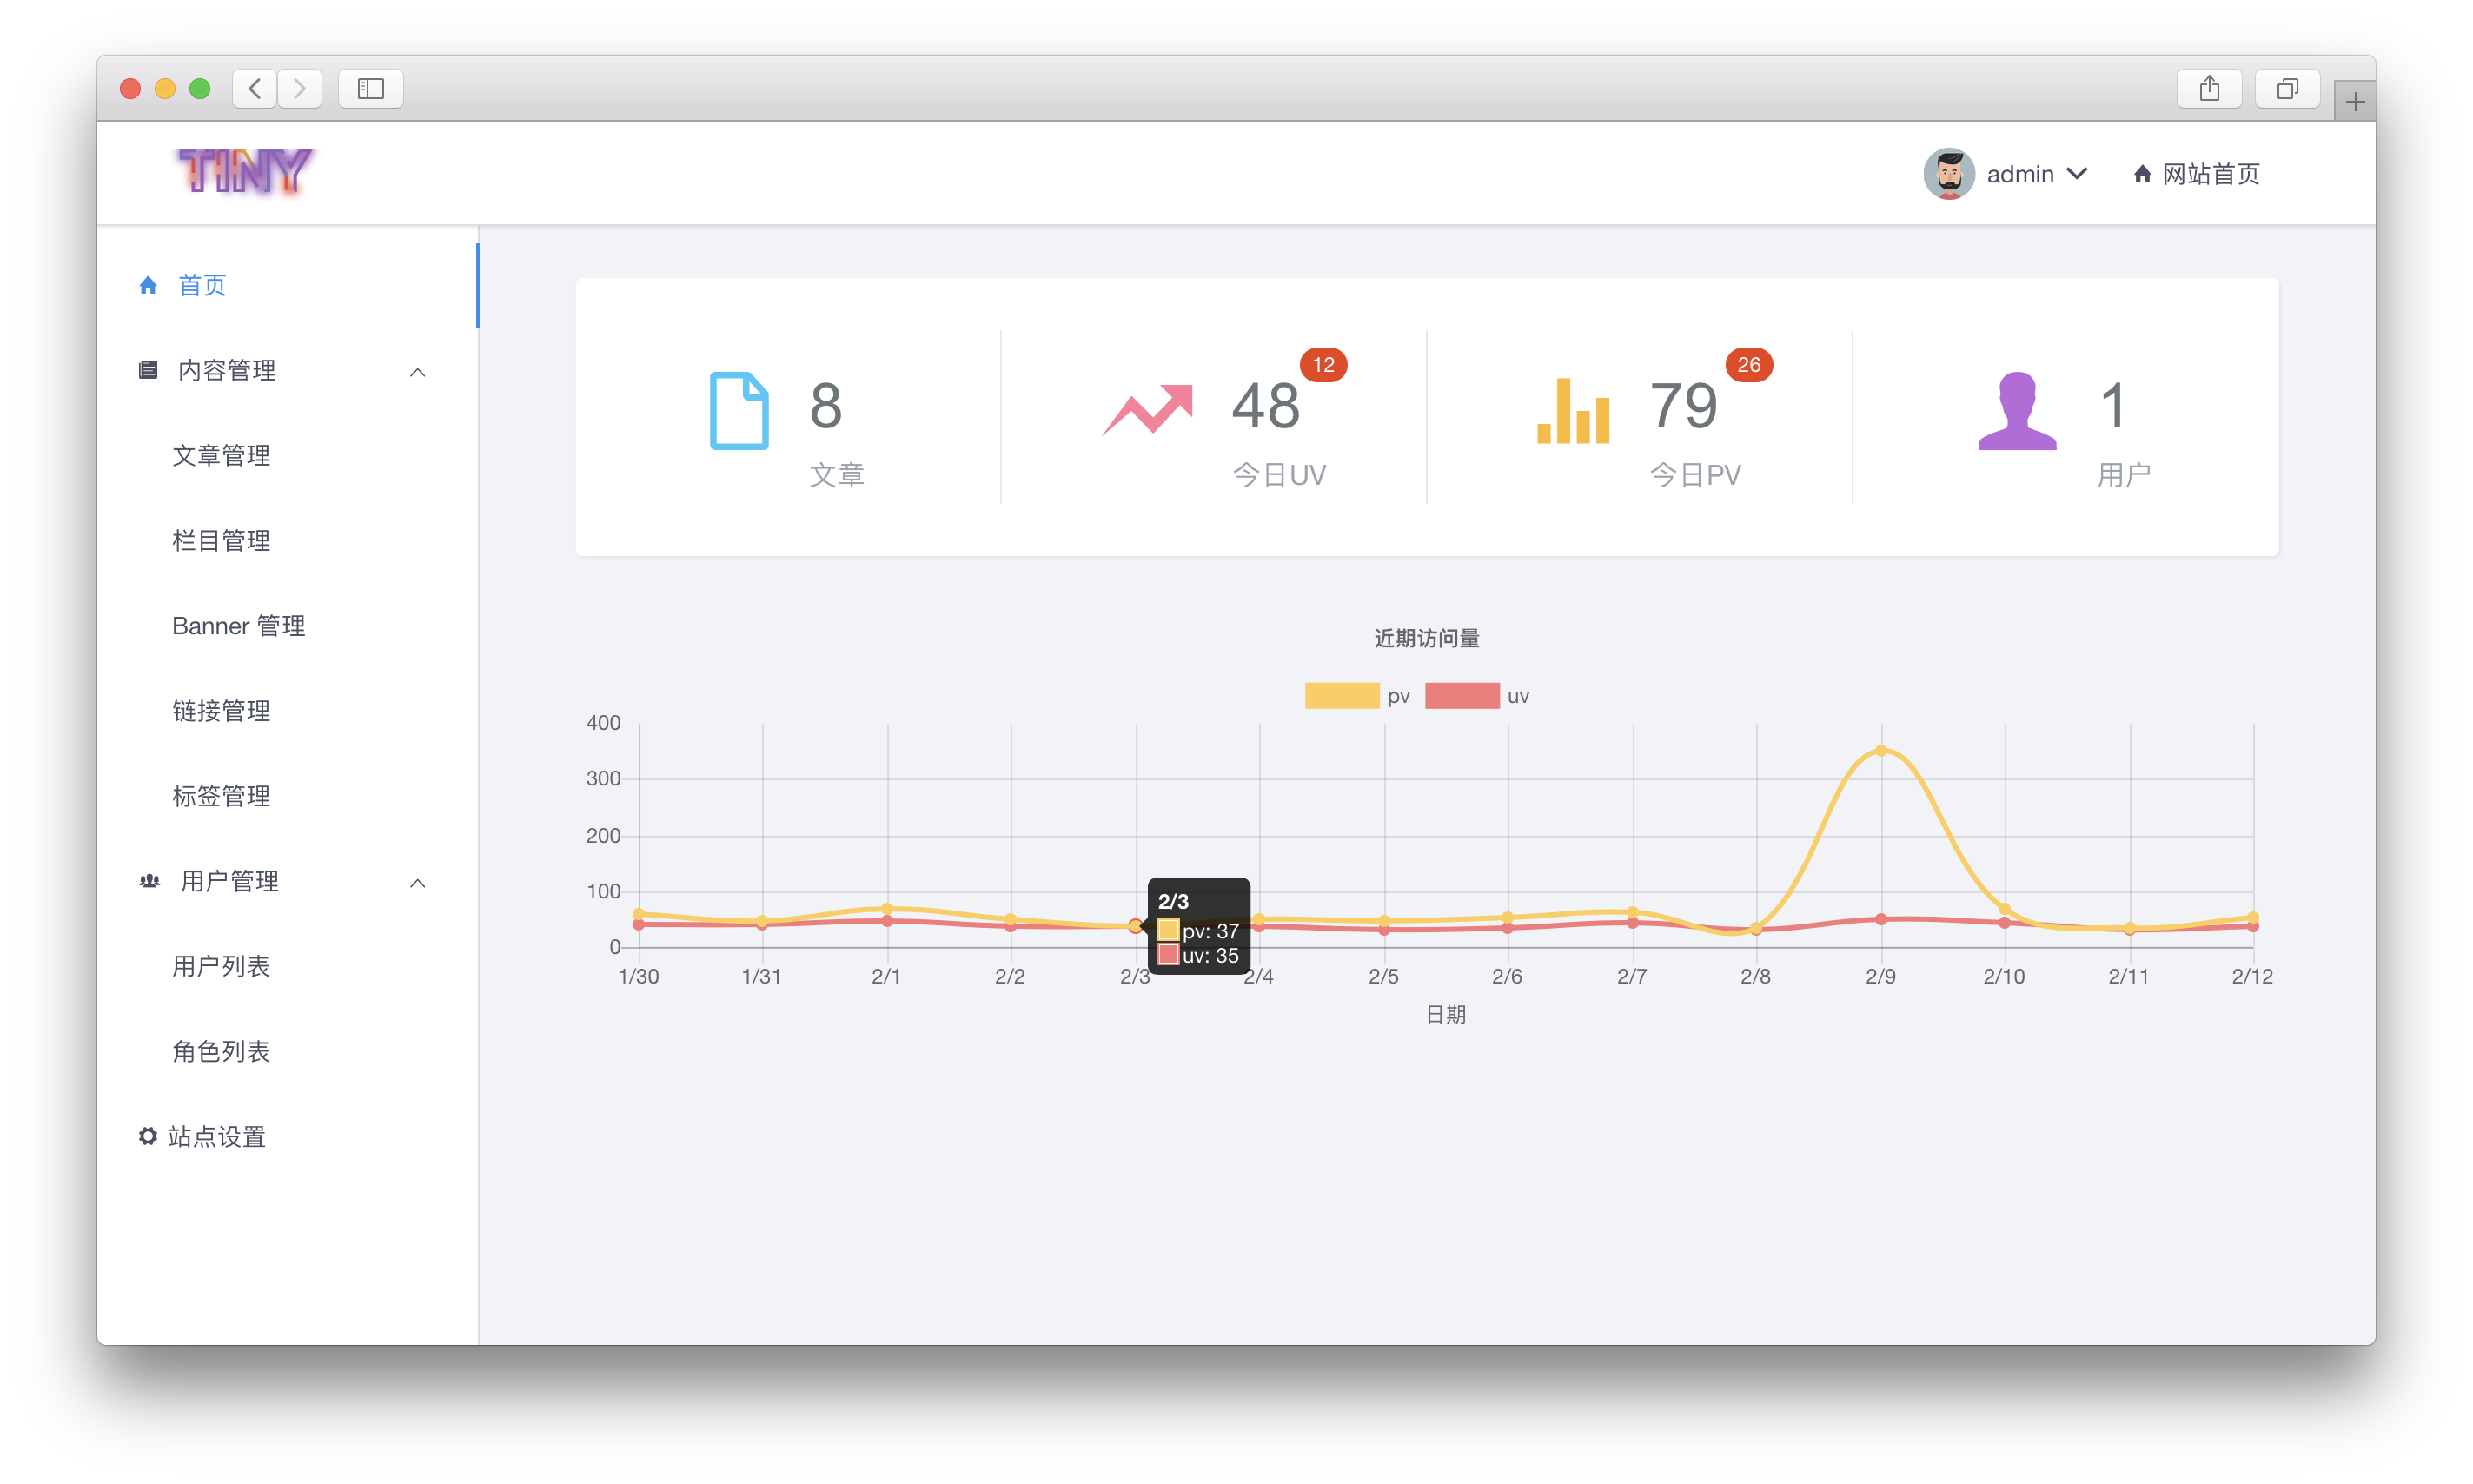 TINY
admin
网站首页
首页
内容管理
文章管理
栏目管理
Banner 管理
链接管理
标签管理
用户管理
用户列表
角色列表
站点设置
8
文章
12
48
今日UV
26
79
今日PV
1
用户
近期访问量
pv uv
400
300
200
100
0
2/3
pv: 37
uv: 35
1/30 1/31 2/1 2/2 2/3 2/4 2/5 2/6 2/7 2/8 2/9 2/10 2/11 2/12
日期